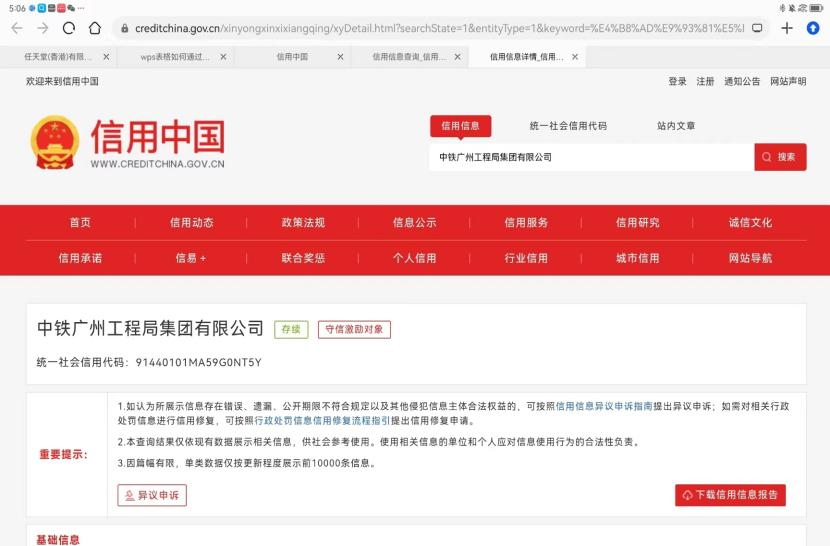 5:06
任天堂(香港)有限...
wps表格如何通过...
信用中国
信用信息查询_信用...
信用信息详情_信用...
creditchina.gov.cn/xinyongxinxixiangqing/xyDetail.html?searchState=1&entityType=1&keyword=%E4%B8%AD%E9%93%81%E5%
欢迎来到信用中国
登录 注册 通知公告 网站声明
信用中国
WWW.CREDITCHINA.GOV.CN
信用信息 统一社会信用代码 站内文章
中铁广州工程局集团有限公司 搜索
首页 信用动态 政策法规 信息公示 信用服务 信用研究 诚信文化
信用承诺 信易+ 联合奖惩 个人信用 行业信用 城市信用 网站导航
中铁广州工程局集团有限公司 存续 守信激励对象
统一社会信用代码：91440101MA59G0NT5Y
重要提示：
1.如认为所展示信息存在错误、遗漏、公开期限不符合规定以及其他侵犯信息主体合法权益的，可按照信用信息异议申诉指南提出异议申诉；如需对相关行政
处罚信息进行信用修复，可按照行政处罚信息信用修复流程指引提出信用修复申请。
2.本查询结果仅依现有数据展示相关信息，供社会参考使用。使用相关信息的单位和个人应对信息使用行为的合法性负责。
3.因篇幅有限，单类数据仅按更新程度展示前10000条信息。
异议申诉 下载信用信息报告
基础信息